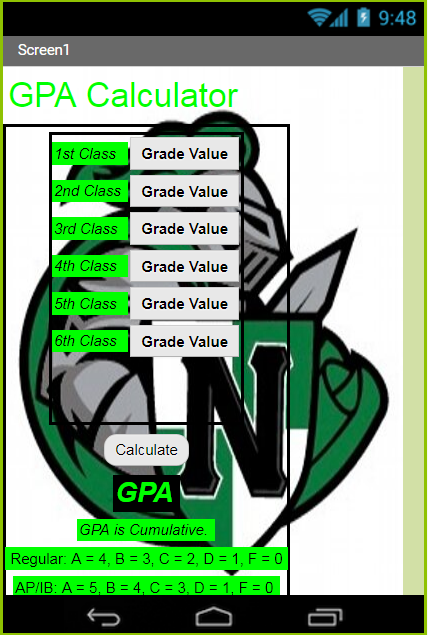 9:48
Screen1
GPA Calculator
1st Class Grade Value
2nd Class Grade Value
3rd Class Grade Value
4th Class Grade Value
5th Class Grade Value
6th Class Grade Value
N
Calculate
GPA
GPA is Cumulative.
Regular: A = 4, B = 3, C = 2, D = 1, F = 0
AP/IB: A = 5, B = 4, C = 3, D = 1, F = 0